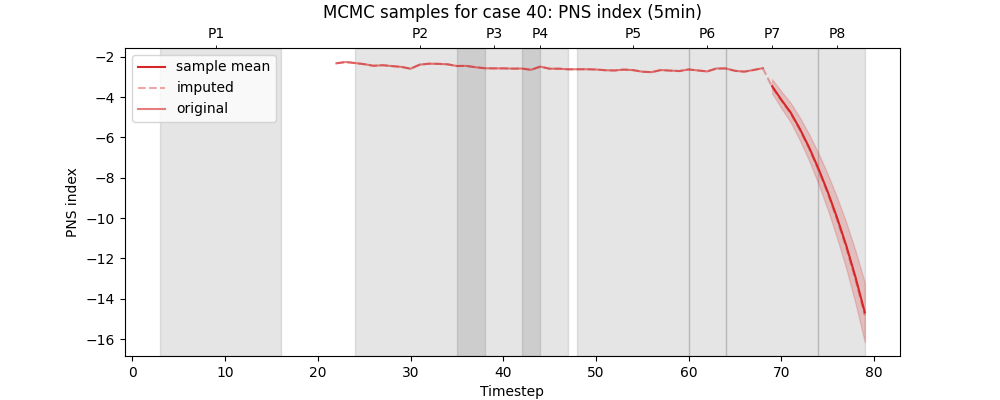 MCMC samples for case 40: PNS index (5min)
P1 P2 P3 P4 P5 P6 P7 P8
sample mean
imputed
original
−2
−4
−6
−8
−10
−12
−14
−16
PNS index
0 10 20 30 40 50 60 70 80
Timestep